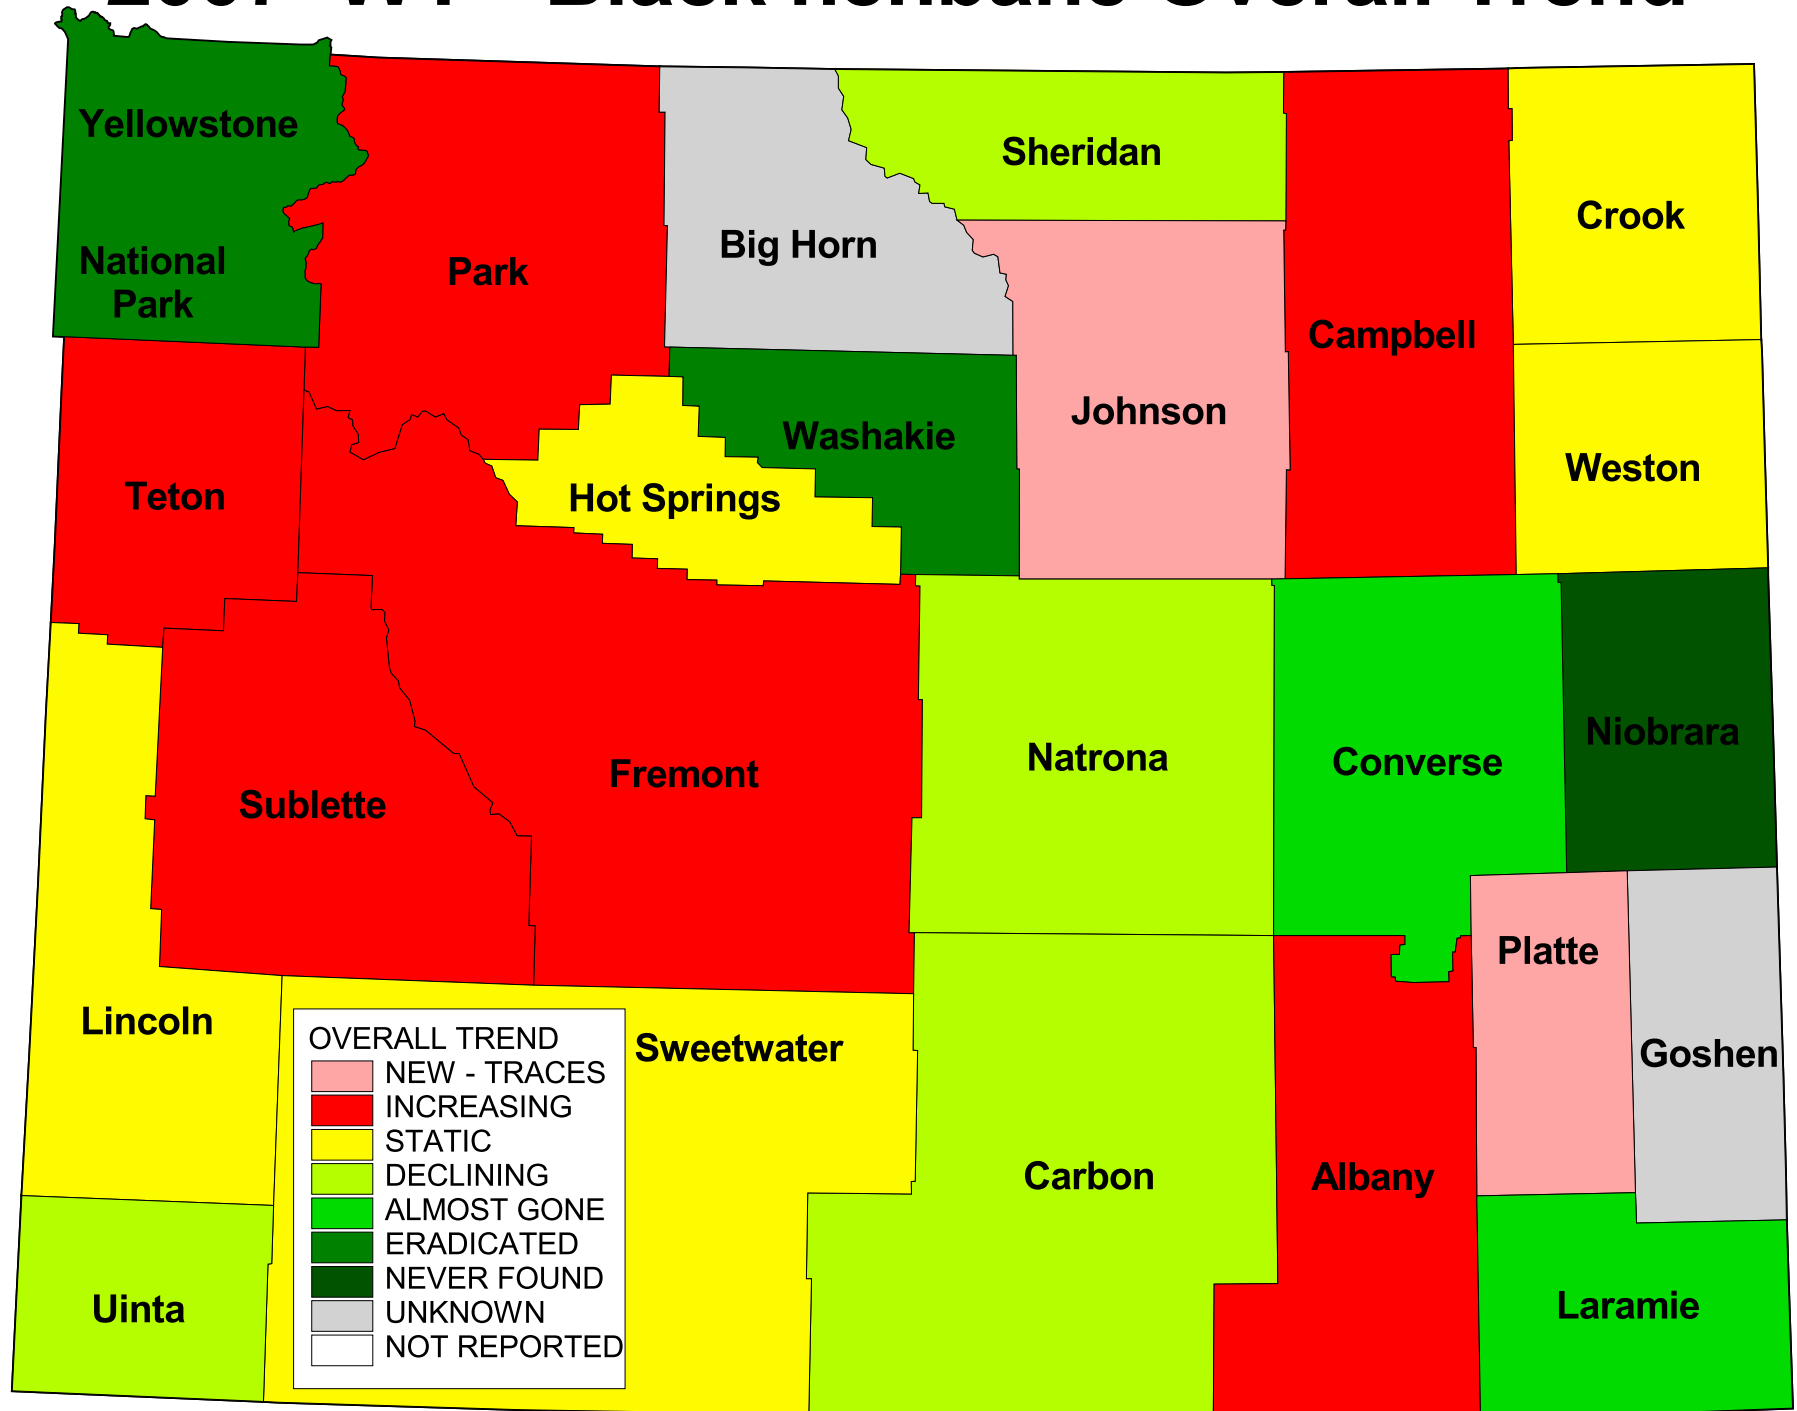 Overall Trend
Yellowstone
National
Park
Park
Big Horn
Sheridan
Campbell
Crook
Johnson
Washakie
Hot Springs
Teton
Weston
Sublette
Fremont
Natrona
Converse
Niobrara
Platte
Goshen
Lincoln
Sweetwater
Carbon
Albany
Uinta
Laramie
OVERALL TREND
NEW - TRACES
INCREASING
STATIC
DECLINING
ALMOST GONE
ERADICATED
NEVER FOUND
UNKNOWN
NOT REPORTED